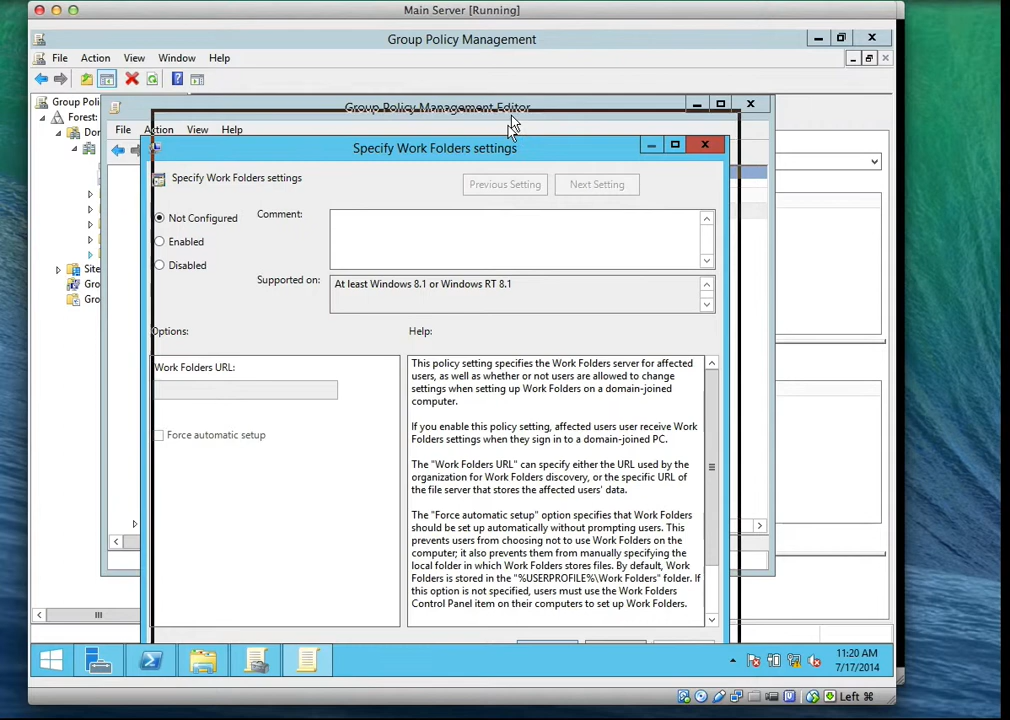 Main Server [Running]
Group Policy Management
File Action View Window Help
Group Poli
Forest:
Dor
Site
Gro
Gro
Group Policy Management Editor
File Action View Help
Specify Work Folders settings
Specify Work Folders settings
Previous Setting
Next Setting
Not Configured
Enabled
Disabled
Comment:
Supported on:
At least Windows 8.1 or Windows RT 8.1
Options:
Help:
Work Folders URL:
Force automatic setup
This policy setting specifies the Work Folders server for affected
users, as well as whether or not users are allowed to change
settings when setting up Work Folders on a domain-joined
computer.
If you enable this policy setting, affected users user receive Work
Folders settings when they sign in to a domain-joined PC.
The "Work Folders URL" can specify either the URL used by the
organization for Work Folders discovery, or the specific URL of
the file server that stores the affected users' data.
The "Force automatic setup" option specifies that Work Folders
should be set up automatically without prompting users. This
prevents users from choosing not to use Work Folders on the
computer; it also prevents them from manually specifying the
local folder in which Work Folders stores files. By default, Work
Folders is stored in the "%USERPROFILE%\Work Folders" folder. If
this option is not specified, users must use the Work Folders
Control Panel item on their computers to set up Work Folders.
11:20 AM
7/17/2014
Left ⌘